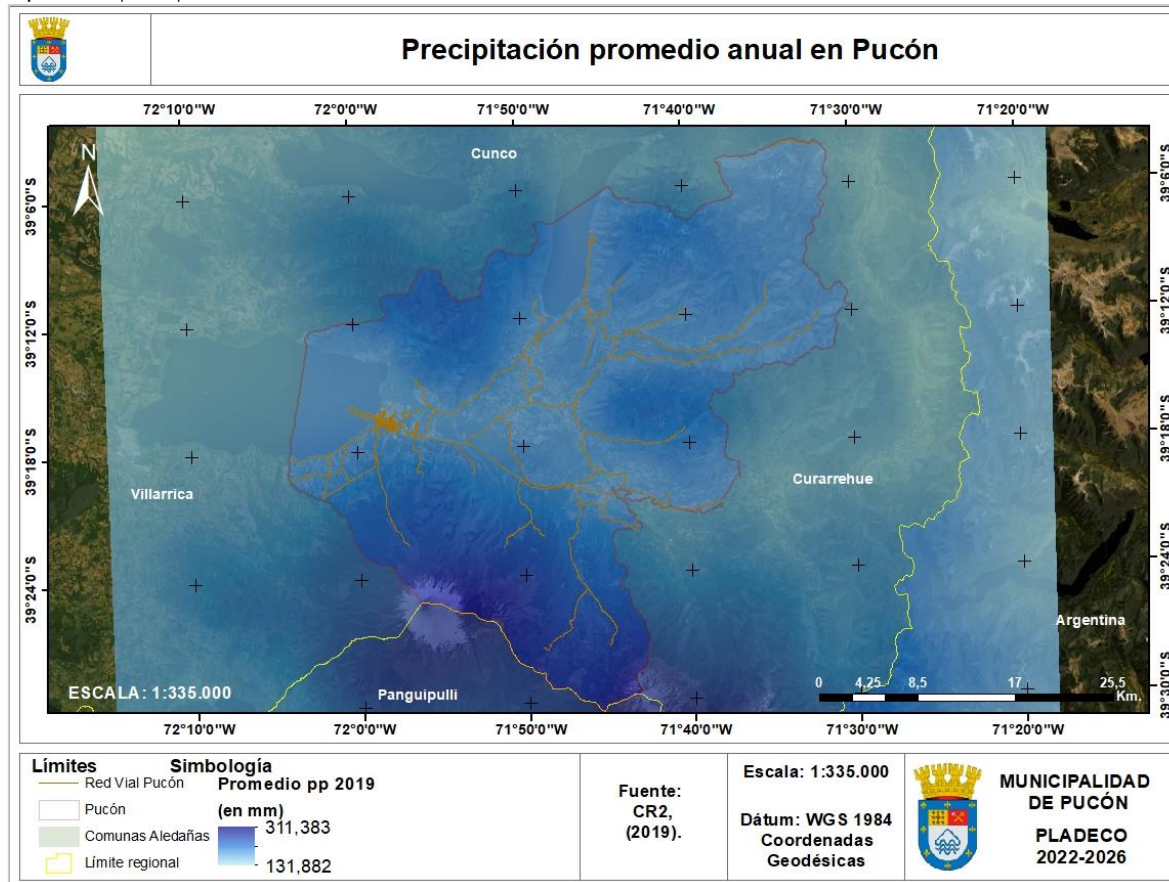 Precipitación promedio anual en Pucón
72°10'0"W 72°0'0"W 71°50'0"W 71°40'0"W 71°30'0"W 71°20'0"W
N
Cunco
39°6'0"S
39°6'0"S
39°12'0"S
39°12'0"S
39°18'0"S
39°18'0"S
Villarrica
Curarrehue
39°24'0"S
39°24'0"S
Argentina
ESCALA: 1:335.000
Panguipulli
0 4,25 8,5 17 25,5
Km.
39°30'0"S
72°10'0"W 72°0'0"W 71°50'0"W 71°40'0"W 71°30'0"W 71°20'0"W
Límites Simbología
Red Vial Pucón
Pucón
Comunas Aledañas
Límite regional
Promedio pp 2019
(en mm)
311,383
131,882
Fuente:
CR2,
(2019).
Escala: 1:335.000
Dátum: WGS 1984
Coordenadas
Geodésicas
MUNICIPALIDAD
DE PUCÓN
PLADECO
2022-2026